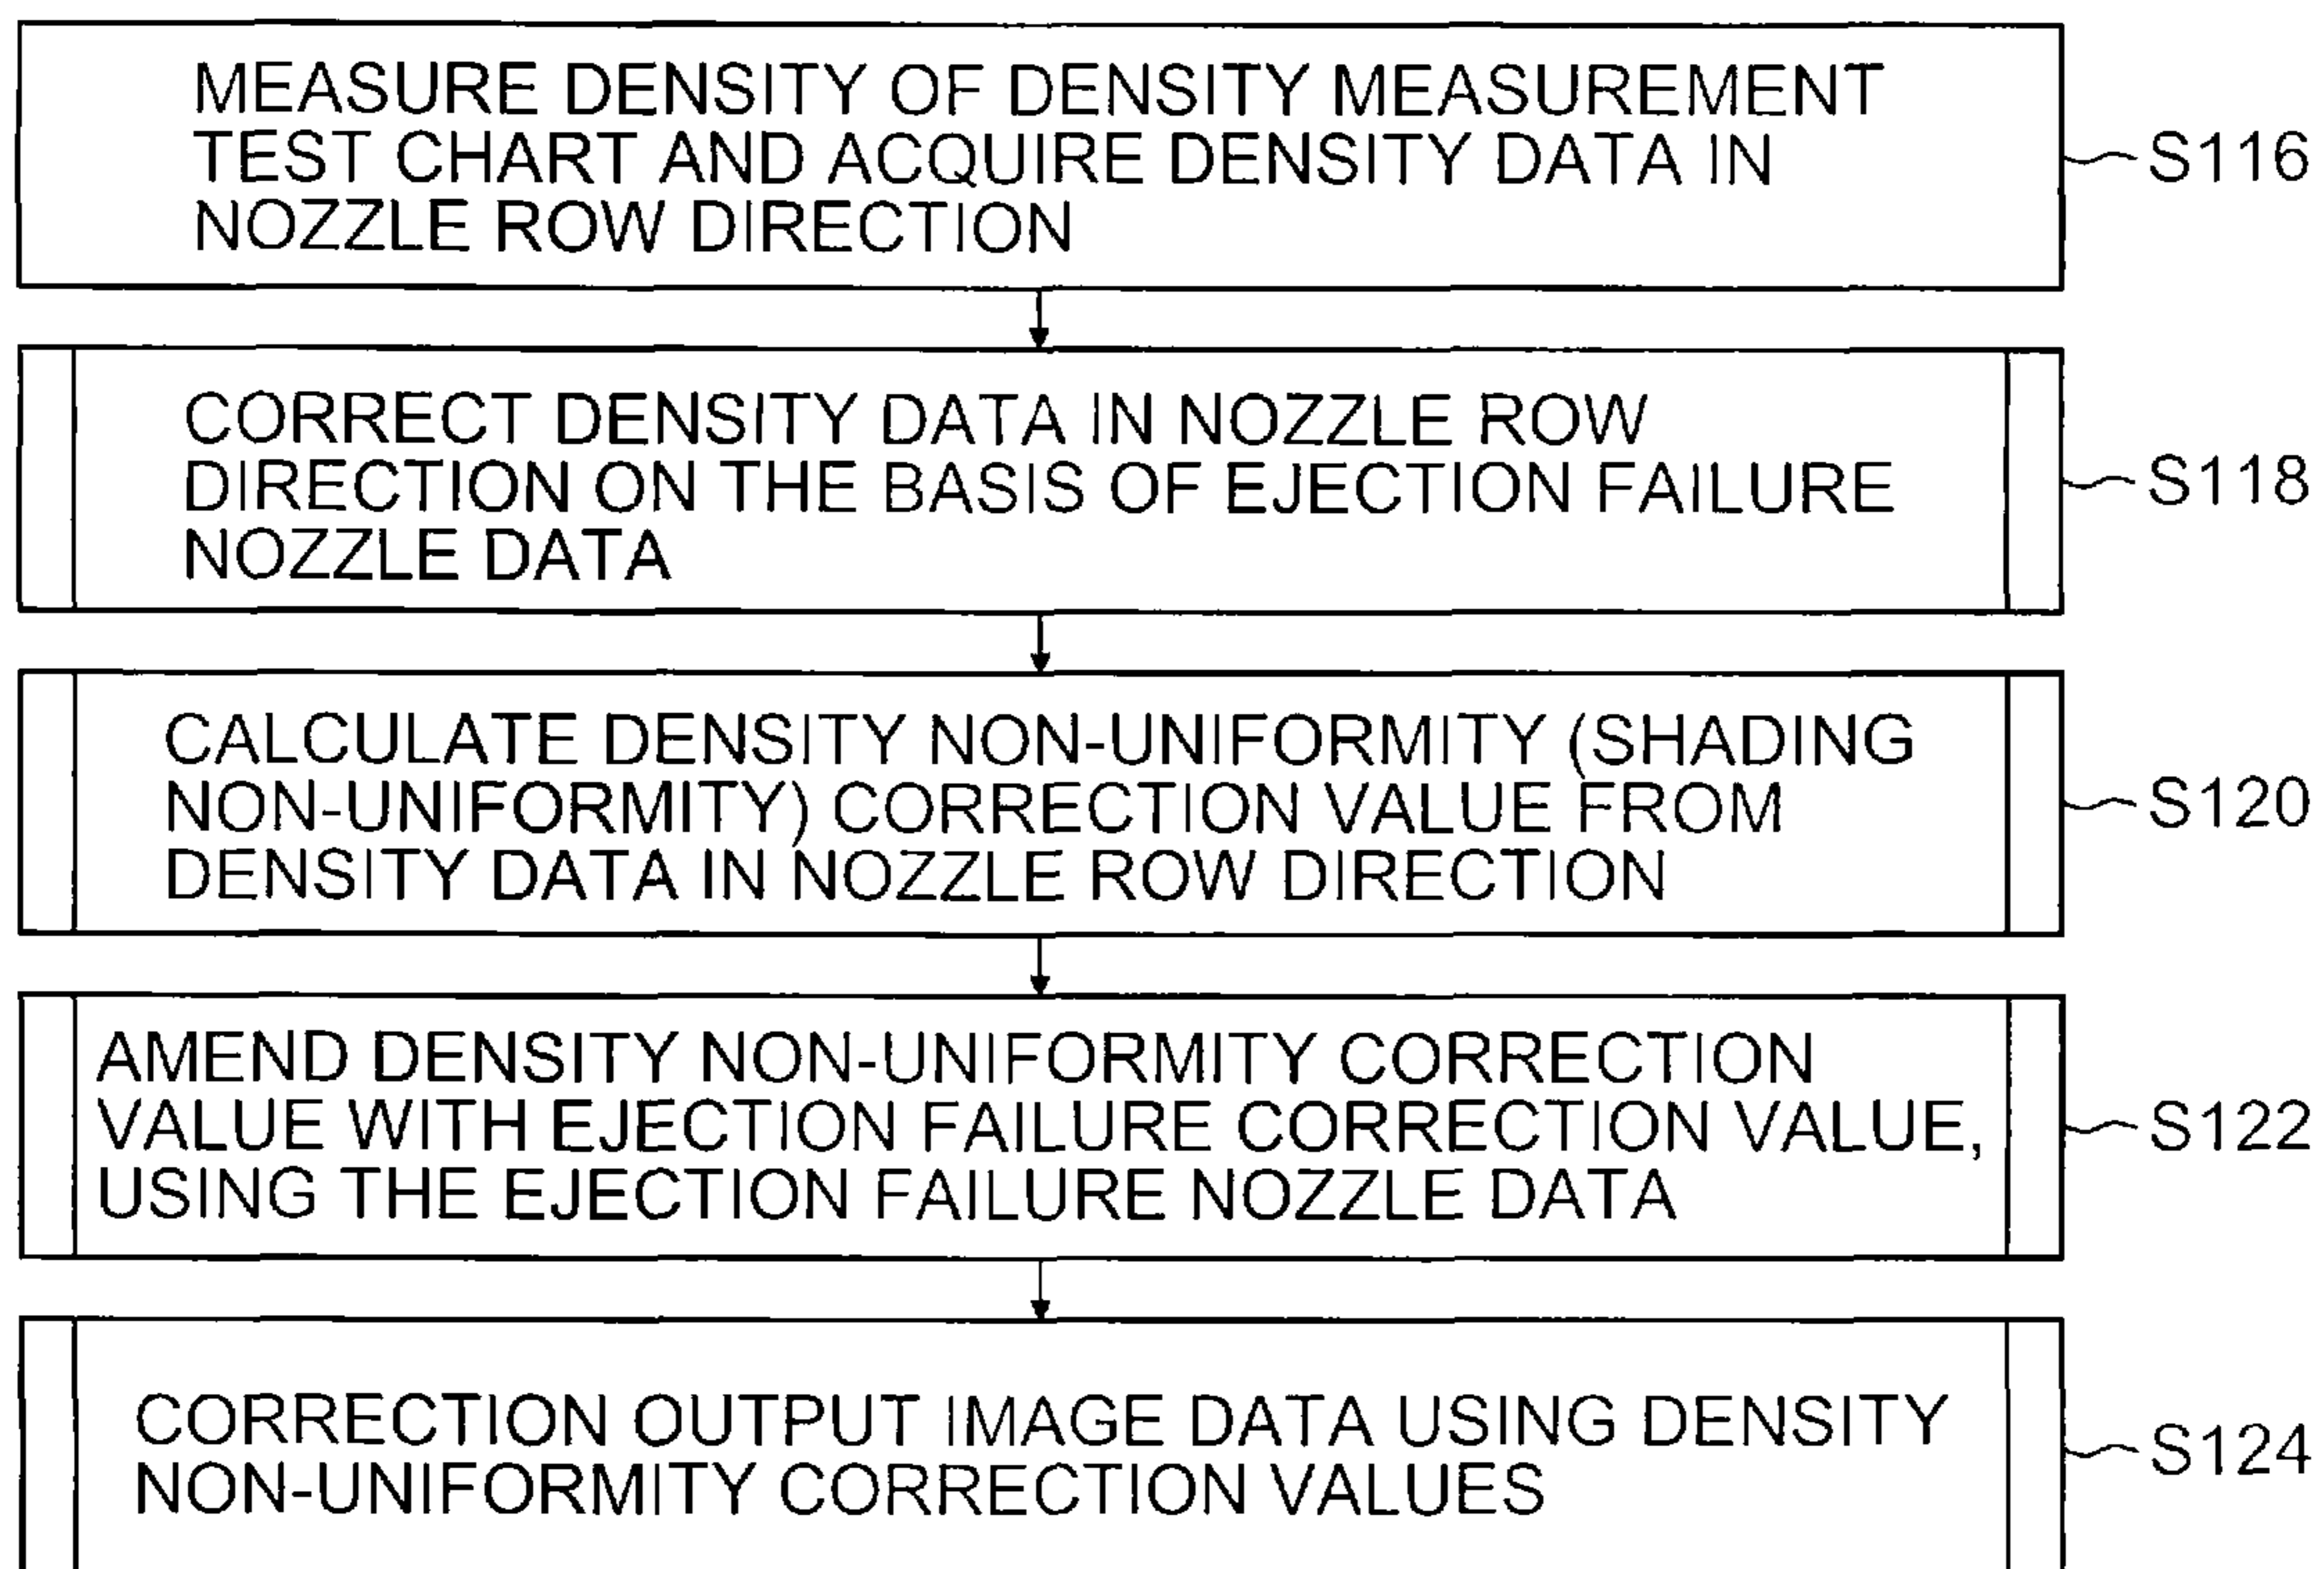 MEASURE DENSITY OF DENSITY MEASUREMENT
TEST CHART AND ACQUIRE DENSITY DATA IN
NOZZLE ROW DIRECTION
S116
CORRECT DENSITY DATA IN NOZZLE ROW
DIRECTION ON THE BASIS OF EJECTION FAILURE
NOZZLE DATA
S118
CALCULATE DENSITY NON-UNIFORMITY (SHADING
NON-UNIFORMITY) CORRECTION VALUE FROM
DENSITY DATA IN NOZZLE ROW DIRECTION
S120
AMEND DENSITY NON-UNIFORMITY CORRECTION
VALUE WITH EJECTION FAILURE CORRECTION VALUE,
USING THE EJECTION FAILURE NOZZLE DATA
S122
CORRECTION OUTPUT IMAGE DATA USING DENSITY
NON-UNIFORMITY CORRECTION VALUES
S124